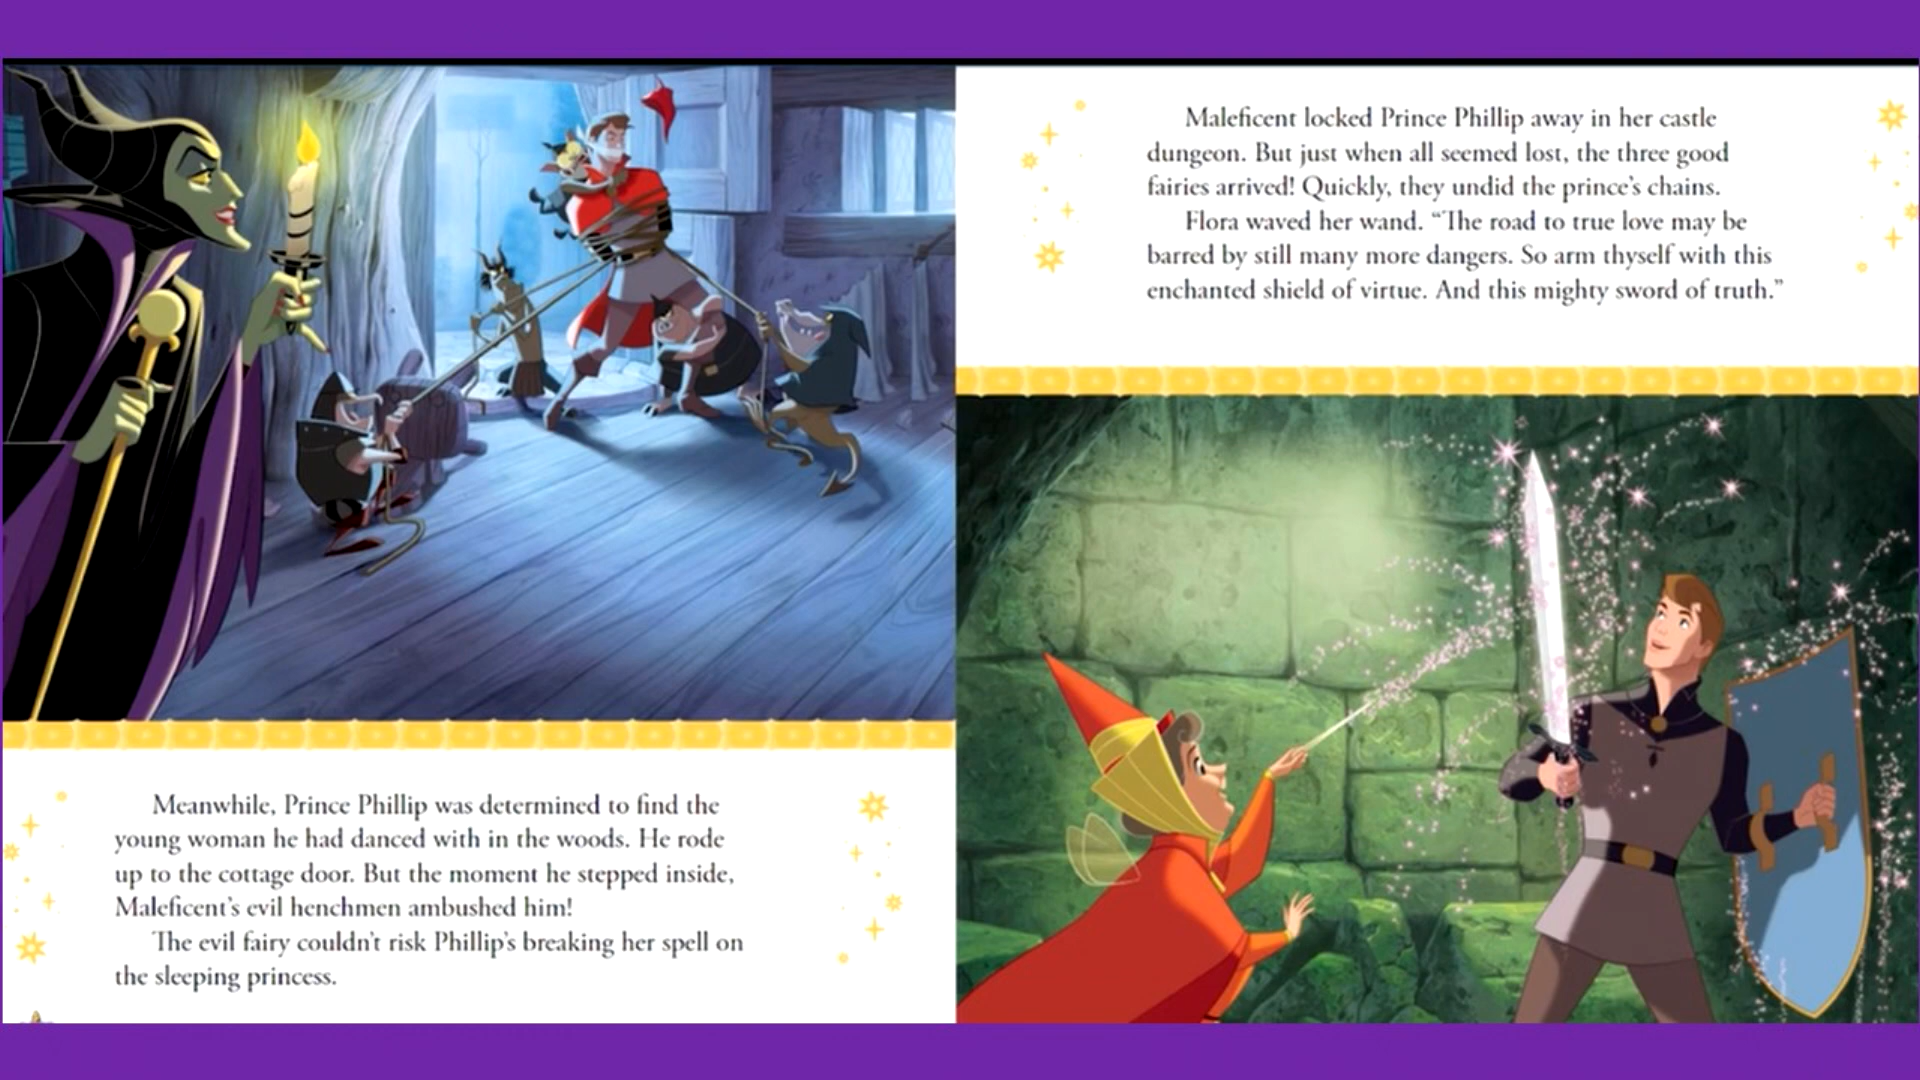 Meanwhile, Prince Phillip was determined to find the
young woman he had danced with in the woods. He rode
up to the cottage door. But the moment he stepped inside,
Maleficent's evil henchmen ambushed him!
The evil fairy couldn't risk Phillip's breaking her spell on
the sleeping princess.
Maleficent locked Prince Phillip away in her castle
dungeon. But just when all seemed lost, the three good
fairies arrived! Quickly, they undid the prince's chains.
Flora waved her wand. “The road to true love may be
barred by still many more dangers. So arm thyself with this
enchanted shield of virtue. And this mighty sword of truth.”